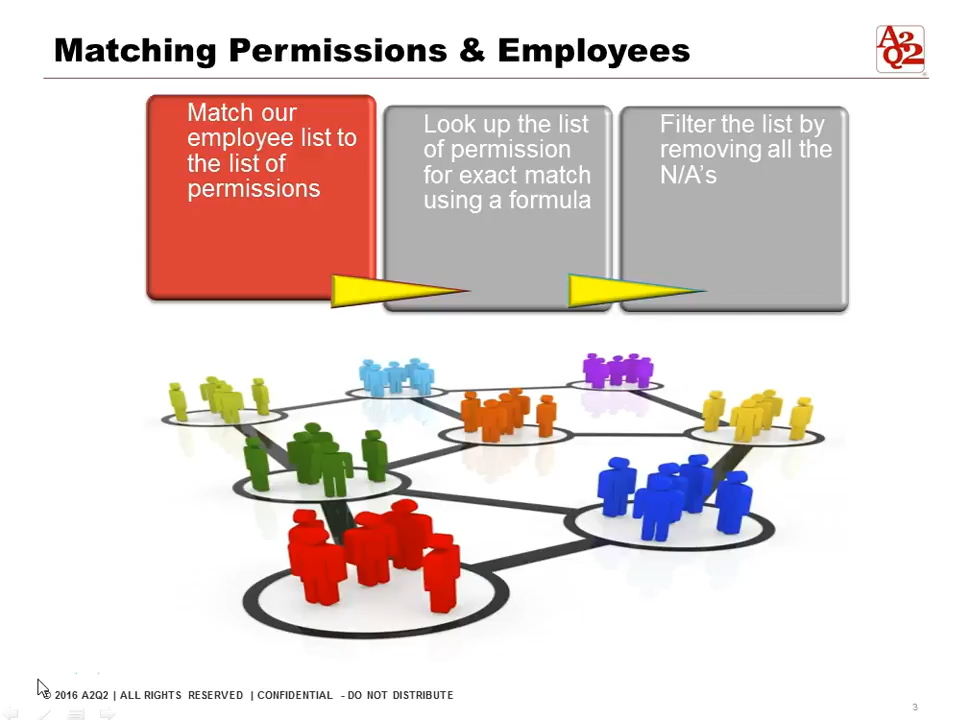 Matching Permissions & Employees
A2
Q2
Match our
employee list to
the list of
permissions
Look up the list
of permission
for exact match
using a formula
Filter the list by
removing all the
N/A's
© 2016 A2Q2 | ALL RIGHTS RESERVED | CONFIDENTIAL - DO NOT DISTRIBUTE
3